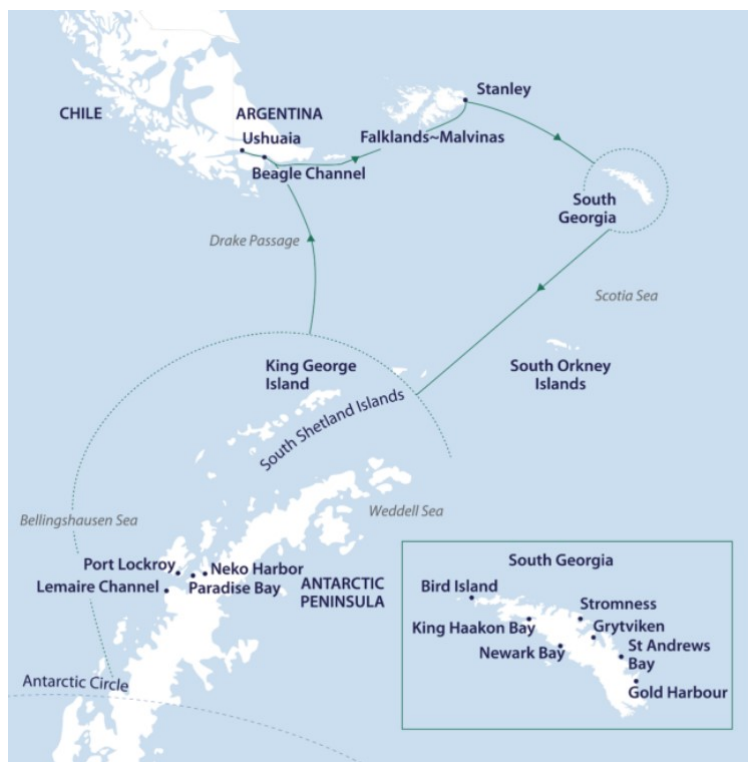 Stanley
CHILE
ARGENTINA
Ushuaia
Falklands~Malvinas
Beagle Channel
South
Georgia
Drake Passage
Scotia Sea
King George
Island
South Orkney
Islands
South Shetland Islands
Weddell Sea
Bellingshausen Sea
Port Lockroy
Neko Harbor
Lemaire Channel
Paradise Bay
ANTARCTIC
PENINSULA
Antarctic Circle
South Georgia
Bird Island
Stromness
King Haakon Bay
Grytviken
Newark Bay
St Andrews
Bay
Gold Harbour